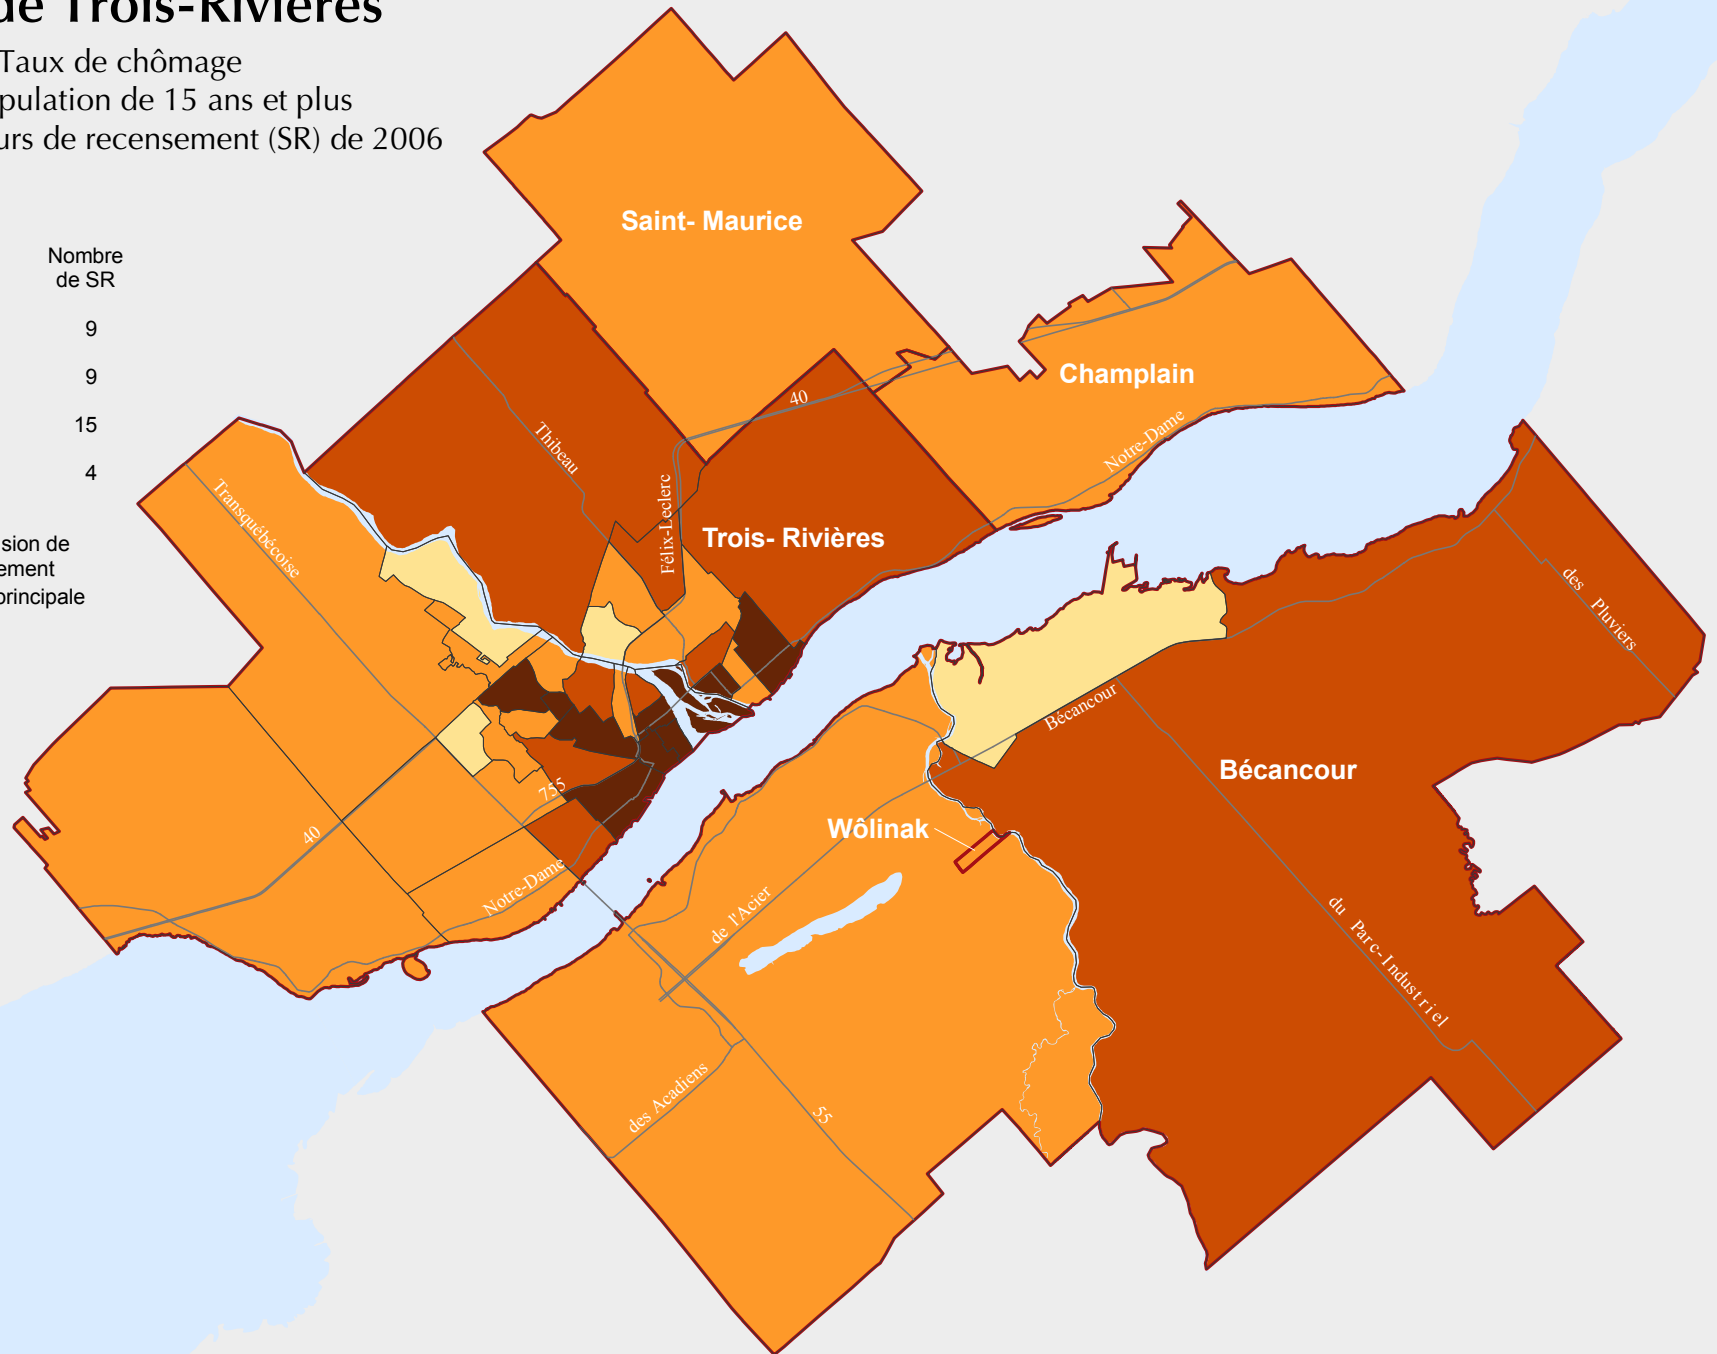 de Trois-Rivières
Taux de chômage
pulation de 15 ans et plus
urs de recensement (SR) de 2006
Nombre
de SR
9
9
15
4
sion de
ement
principale
Saint- Maurice
Champlain
Trois- Rivières
Bécancour
Wôlinak
Transquébécoise
Thibeau
Félix-Leclerc
40
Notre-Dame
des Pluviers
Bécancour
755
40
Notre-Dame
de l'Acier
du Parc-Industriel
des Acadiens
55